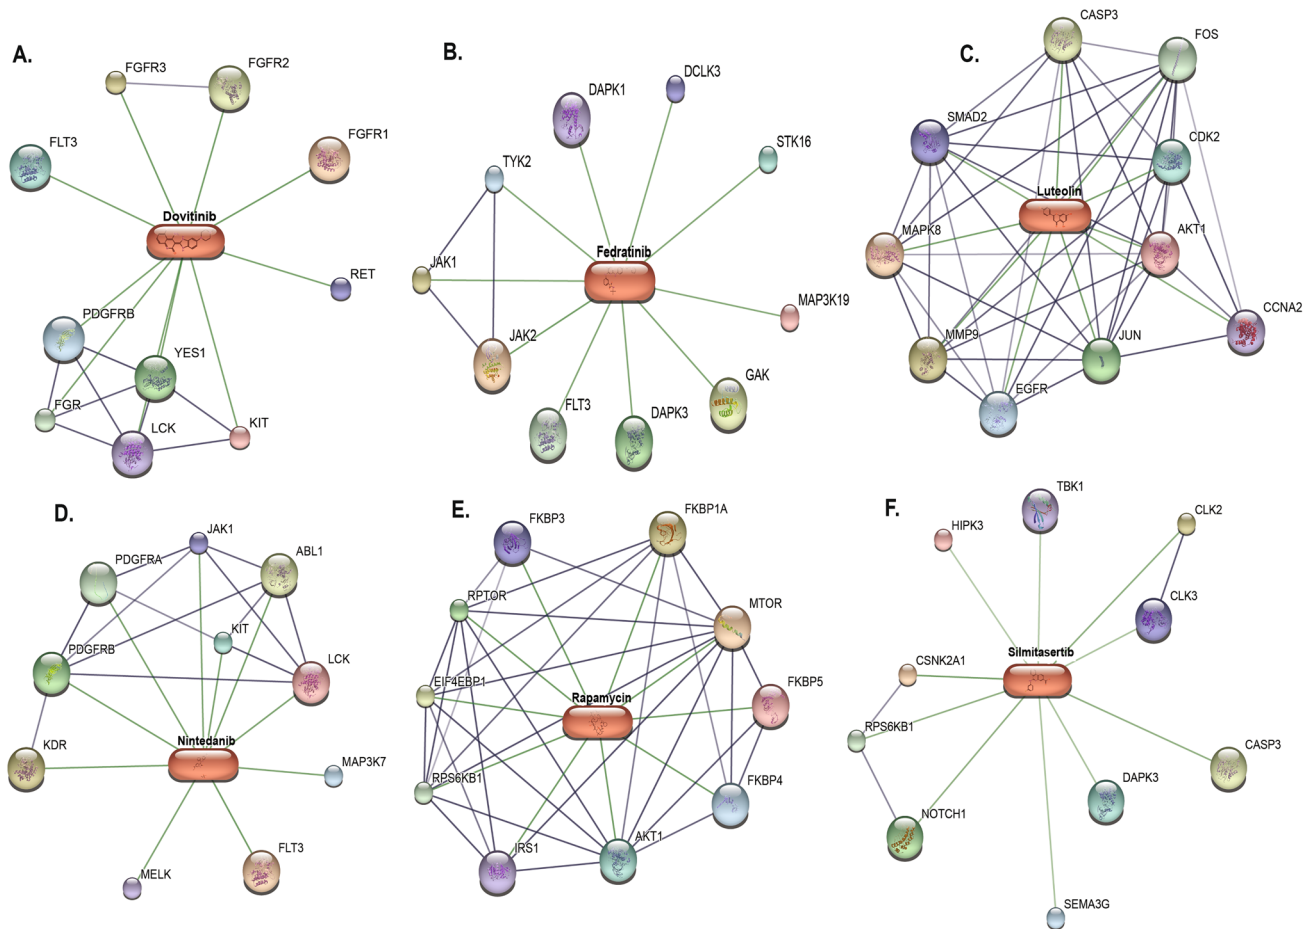 A.
FGFR3
FGFR2
FLT3
FGFR1
Dovitinib
RET
PDGFRB
YES1
FGR
LCK
KIT
B.
DAPK1
DCLK3
TYK2
STK16
Fedratinib
JAK1
MAP3K19
JAK2
GAK
FLT3
DAPK3
C.
CASP3
FOS
SMAD2
CDK2
Luteolin
MAPK8
AKT1
CCNA2
MMP9
JUN
EGFR
D.
JAK1
PDGFRA
ABL1
KIT
PDGFRB
LCK
Nintedanib
KDR
MAP3K7
MELK
FLT3
E.
FKBP3
FKBP1A
RPTOR
MTOR
EIF4EBP1
Rapamycin
FKBP5
RPS6KB1
FKBP4
IRS1
AKT1
F.
TBK1
HIPK3
CLK2
CLK3
Silmitasertib
CSNK2A1
RPS6KB1
CASP3
DAPK3
NOTCH1
SEMA3G